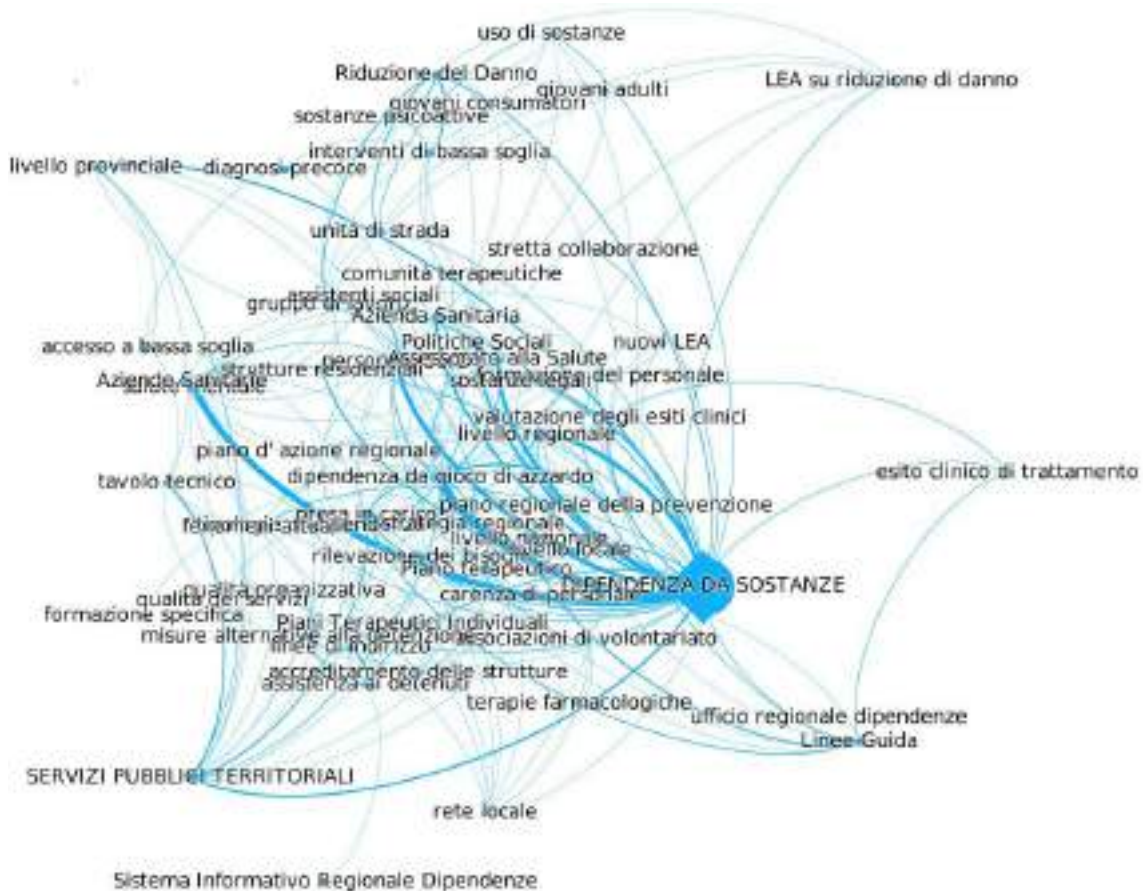 uso di sostanze
Riduzione del Danno
LEA su riduzione di danno
giovani adulti
giovani consumatori
sostanze psicoattive
interventi di bassa soglia
livello provinciale
diagnosi precoce
unità di strada
stretta collaborazione
comunità terapeutiche
assistenti sociali
gruppo di lavoro
Azienda Sanitaria
Politiche Sociali
nuovi LEA
accesso a bassa soglia
Assessorato alla Salute
strutture residenziali
formazione del personale
Aziende Sanitarie
sostanze legali
salute mentale
valutazione degli esiti clinici
livello regionale
piano d' azione regionale
esito clinico di trattamento
dipendenza da gioco di azzardo
tavolo tecnico
piano regionale della prevenzione
presa in carico
strategia regionale
livello nazionale
livello locale
rilevazione dei bisogni
Piano terapeutico
DIPENDENZA DA SOSTANZE
qualità organizzativa
carenza di personale
qualità dei servizi
formazione specifica
Piani Terapeutici Individuali
misure alternative alla detenzione
associazioni di volontariato
linee di indirizzo
accreditamento delle strutture
assistenza ai detenuti
terapie farmacologiche
ufficio regionale dipendenze
Linee Guida
SERVIZI PUBBLICI TERRITORIALI
rete locale
Sistema Informativo Regionale Dipendenze